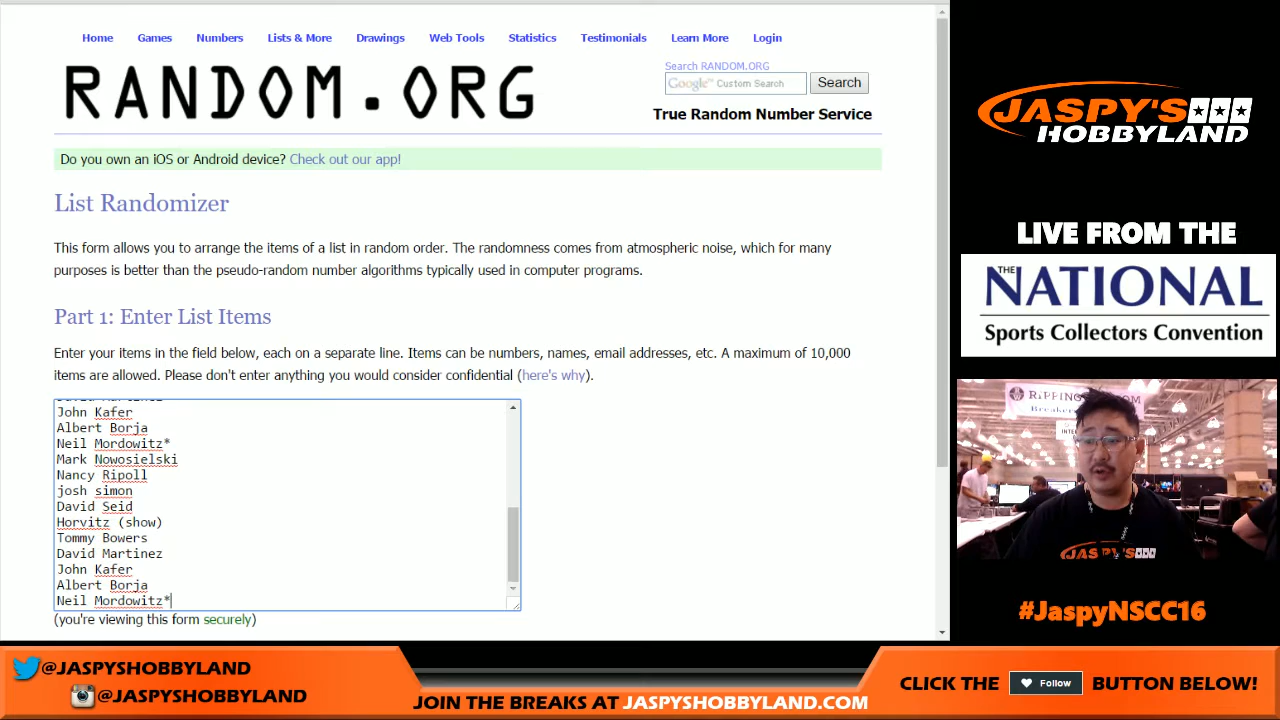 Home Games Numbers Lists & More Drawings Web Tools Statistics Testimonials Learn More Login
RANDOM.ORG
Search RANDOM.ORG
Google™ Custom Search Search
True Random Number Service
Do you own an iOS or Android device? Check out our app!
List Randomizer
This form allows you to arrange the items of a list in random order. The randomness comes from atmospheric noise, which for many
purposes is better than the pseudo-random number algorithms typically used in computer programs.
Part 1: Enter List Items
Enter your items in the field below, each on a separate line. Items can be numbers, names, email addresses, etc. A maximum of 10,000
items are allowed. Please don't enter anything you would consider confidential (here's why).
John Kafer
Albert Borja
Neil Mordowitz*
Mark Nowosielski
Nancy Ripoll
josh simon
David Seid
Horvitz (show)
Tommy Bowers
David Martinez
John Kafer
Albert Borja
Neil Mordowitz*
(you're viewing this form securely)
JASPY'S
HOBBYLAND
LIVE FROM THE
THE
NATIONAL
Sports Collectors Convention
#JaspyNSCC16
@JASPYSHOBBYLAND
@JASPYSHOBBYLAND
JOIN THE BREAKS AT JASPYSHOBBYLAND.COM
CLICK THE Follow BUTTON BELOW!